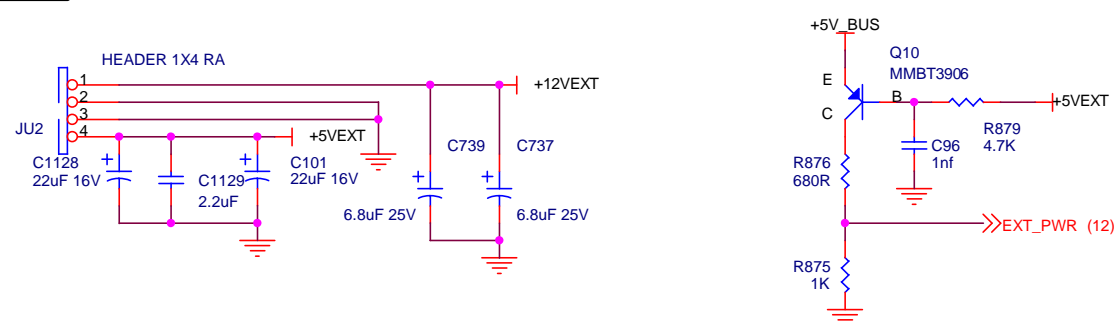 HEADER 1X4 RA
1
2
3
4
JU2
+12VEXT
+5VEXT
C1128
22uF 16V
C1129
2.2uF
C101
22uF 16V
C739
6.8uF 25V
C737
6.8uF 25V
+5V_BUS
Q10
MMBT3906
E
B
C
+5VEXT
R879
4.7K
C96
1nf
R876
680R
EXT_PWR (12)
R875
1K